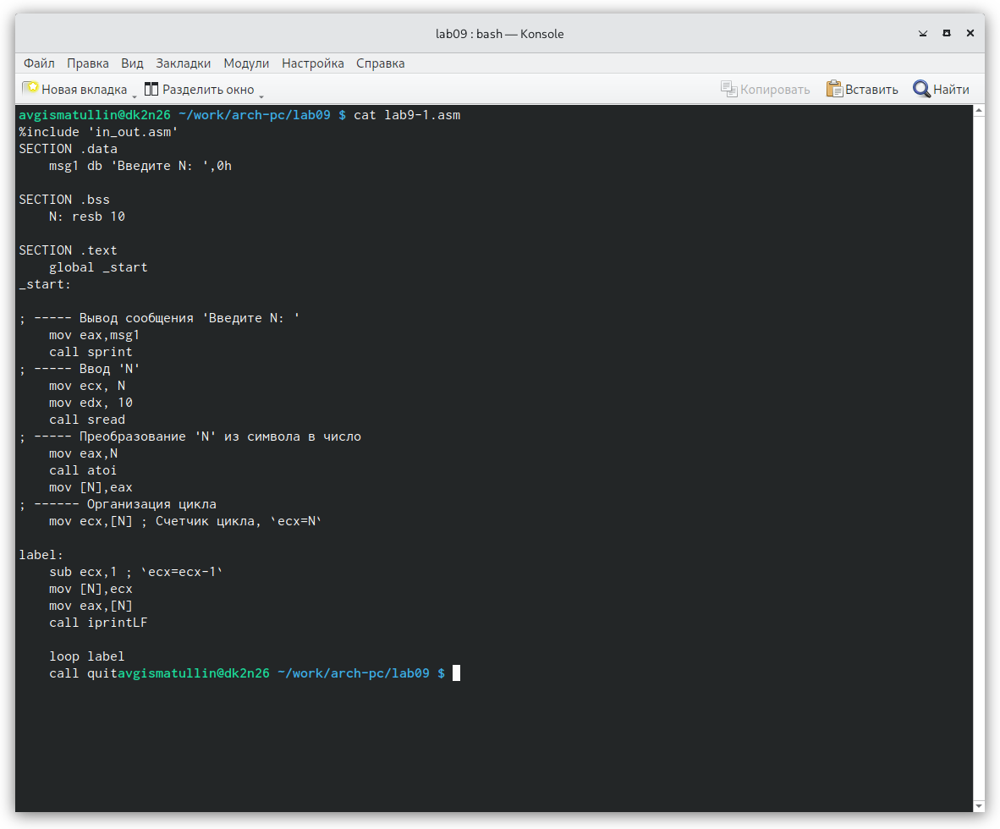 lab09 : bash — Konsole
Файл Правка Вид Закладки Модули Настройка Справка
Новая вкладка Разделить окно Копировать Вставить Найти
avgismatullin@dk2n26 ~/work/arch-pc/lab09 $ cat lab9-1.asm
%include 'in_out.asm'
SECTION .data
    msg1 db 'Введите N: ',0h
SECTION .bss
    N: resb 10
SECTION .text
    global _start
_start:
; ----- Вывод сообщения 'Введите N: '
    mov eax,msg1
    call sprint
; ----- Ввод 'N'
    mov ecx, N
    mov edx, 10
    call sread
; ----- Преобразование 'N' из символа в число
    mov eax,N
    call atoi
    mov [N],eax
; ------ Организация цикла
    mov ecx,[N] ; Счетчик цикла, `ecx=N`
label:
    sub ecx,1 ; `ecx=ecx-1`
    mov [N],ecx
    mov eax,[N]
    call iprintLF
    loop label
    call quitavgismatullin@dk2n26 ~/work/arch-pc/lab09 $